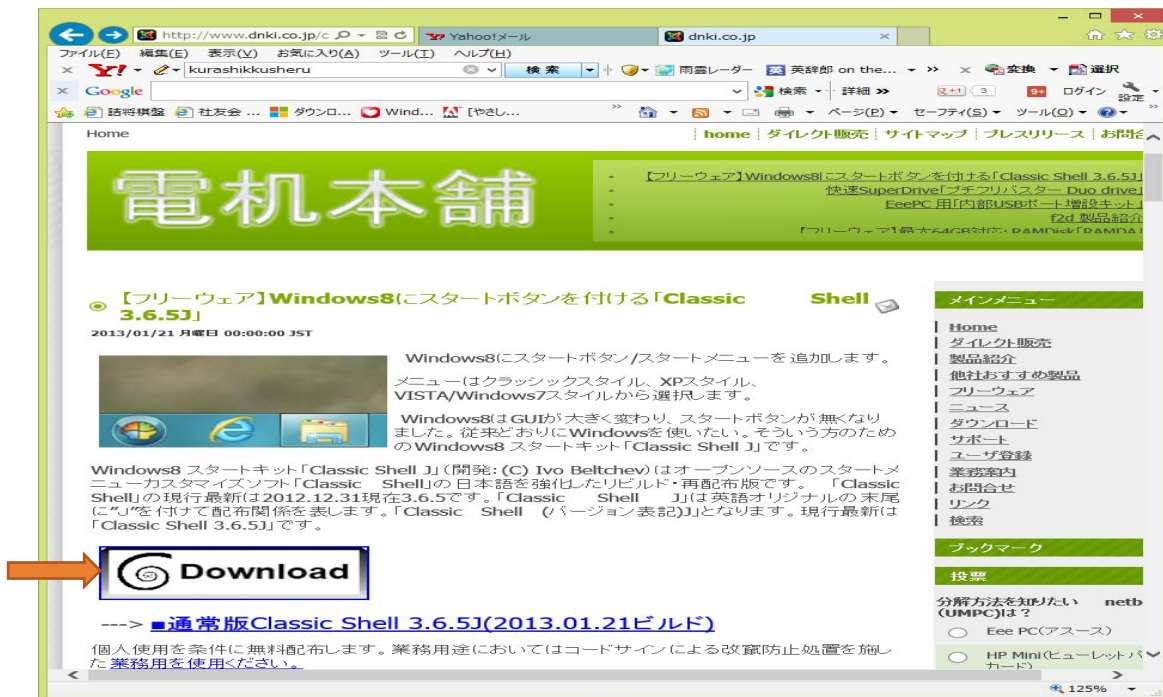 http://www.dnki.co.jp/c
Yahoo!メール
dnki.co.jp
ファイル(F) 編集(E) 表示(V) お気に入り(A) ツール(T) ヘルプ(H)
Y! kurashikkusheru 検索 雨雲レーダー 英辞郎 on the... 変換 選択
Google 検索 詳細 >> +1 3 9+ ログイン 設定
詰将棋盤 社友会 ... ダウンロ... Wind... [やさし... ページ(P) セーフティ(S) ツール(O)
Home
home ダイレクト販売 サイトマップ プレスリリース お問合
電机本舗
【フリーウェア】Windows8にスタートボタンを付ける「Classic Shell 3.6.5J」
快速SuperDrive「プチフリバスター Duo drive」
EeePC 用「内部USBポート増設キット」
f2d 製品紹介
【フリーウェア】最大64GB対応・RAMDisk「RAMDA
【フリーウェア】Windows8にスタートボタンを付ける「Classic Shell
3.6.5J」
2013/01/21 月曜日 00:00:00 JST
Windows8にスタートボタン/スタートメニューを追加します。
メニューはクラッシックスタイル、XPスタイル、
VISTA/Windows7スタイルから選択します。
Windows8はGUIが大きく変わり、スタートボタンが無くなり
ました。従来どおりにWindowsを使いたい。そういう方のため
のWindows8 スタートキット「Classic Shell J」です。
Windows8 スタートキット「Classic Shell J」(開発:(C) Ivo Beltchev)はオープンソースのスタートメ
ニューカスタマイズソフト「Classic Shell」の日本語を強化したリビルド・再配布版です。 「Classic
Shell」の現行最新は2012.12.31現在3.6.5です。「Classic Shell J」は英語オリジナルの末尾
に"J"を付けて配布関係を表します。「Classic Shell (バージョン表記)J」となります。現行最新は
「Classic Shell 3.6.5J」です。
Download
---> ■通常版Classic Shell 3.6.5J(2013.01.21ビルド)
個人使用を条件に無料配布します。業務用途においてはコードサインによる改竄防止処置を施し
た業務用を使用ください。
メインメニュー
Home
ダイレクト販売
製品紹介
他社おすすめ製品
フリーウェア
ニュース
ダウンロード
サポート
ユーザ登録
業務案内
お問合せ
リンク
検索
ブックマーク
投票
分解方法を知りたい netb
(UMPC)は？
Eee PC(アスース)
HP Mini(ヒューレットパ
カード)
125%